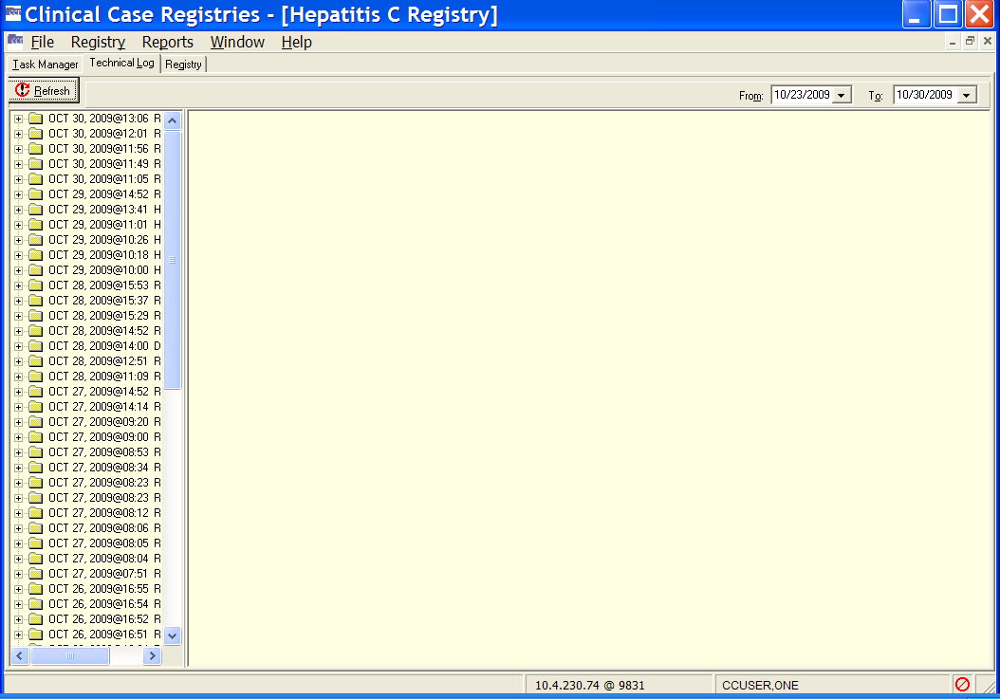 Clinical Case Registries - [Hepatitis C Registry]
File Registry Reports Window Help
Task Manager Technical Log Registry
Refresh From: 10/23/2009 To: 10/30/2009
OCT 30, 2009@13:06 R
OCT 30, 2009@12:01 R
OCT 30, 2009@11:56 R
OCT 30, 2009@11:49 R
OCT 30, 2009@11:05 R
OCT 29, 2009@14:52 R
OCT 29, 2009@13:41 H
OCT 29, 2009@11:01 H
OCT 29, 2009@10:26 H
OCT 29, 2009@10:18 H
OCT 29, 2009@10:00 H
OCT 28, 2009@15:53 R
OCT 28, 2009@15:37 R
OCT 28, 2009@15:29 R
OCT 28, 2009@14:52 R
OCT 28, 2009@14:00 D
OCT 28, 2009@12:51 R
OCT 28, 2009@11:09 R
OCT 27, 2009@14:52 R
OCT 27, 2009@14:14 R
OCT 27, 2009@09:20 R
OCT 27, 2009@09:00 R
OCT 27, 2009@08:53 R
OCT 27, 2009@08:34 R
OCT 27, 2009@08:23 R
OCT 27, 2009@08:23 R
OCT 27, 2009@08:12 R
OCT 27, 2009@08:06 R
OCT 27, 2009@08:05 R
OCT 27, 2009@08:04 R
OCT 27, 2009@07:51 R
OCT 26, 2009@16:55 R
OCT 26, 2009@16:54 R
OCT 26, 2009@16:52 R
OCT 26, 2009@16:51 R
10.4.230.74 @ 9831 CCUSER,ONE